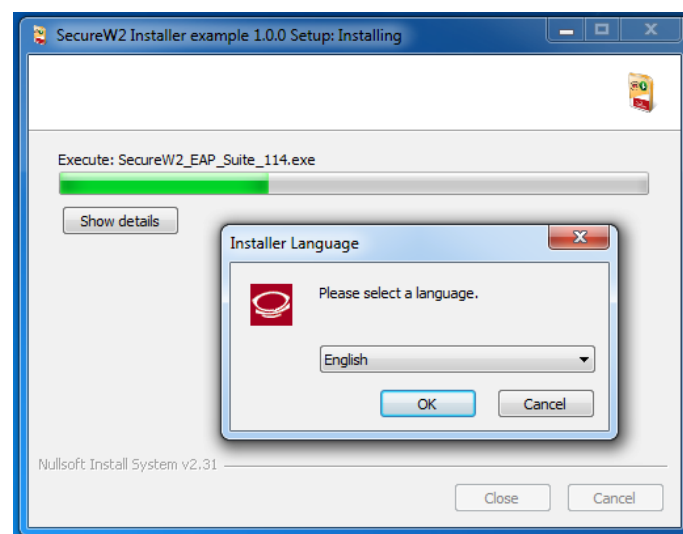 SecureW2 Installer example 1.0.0 Setup: Installing
Execute: SecureW2_EAP_Suite_114.exe
Show details
Installer Language
Please select a language.
English
OK
Cancel
Nullsoft Install System v2.31
Close
Cancel